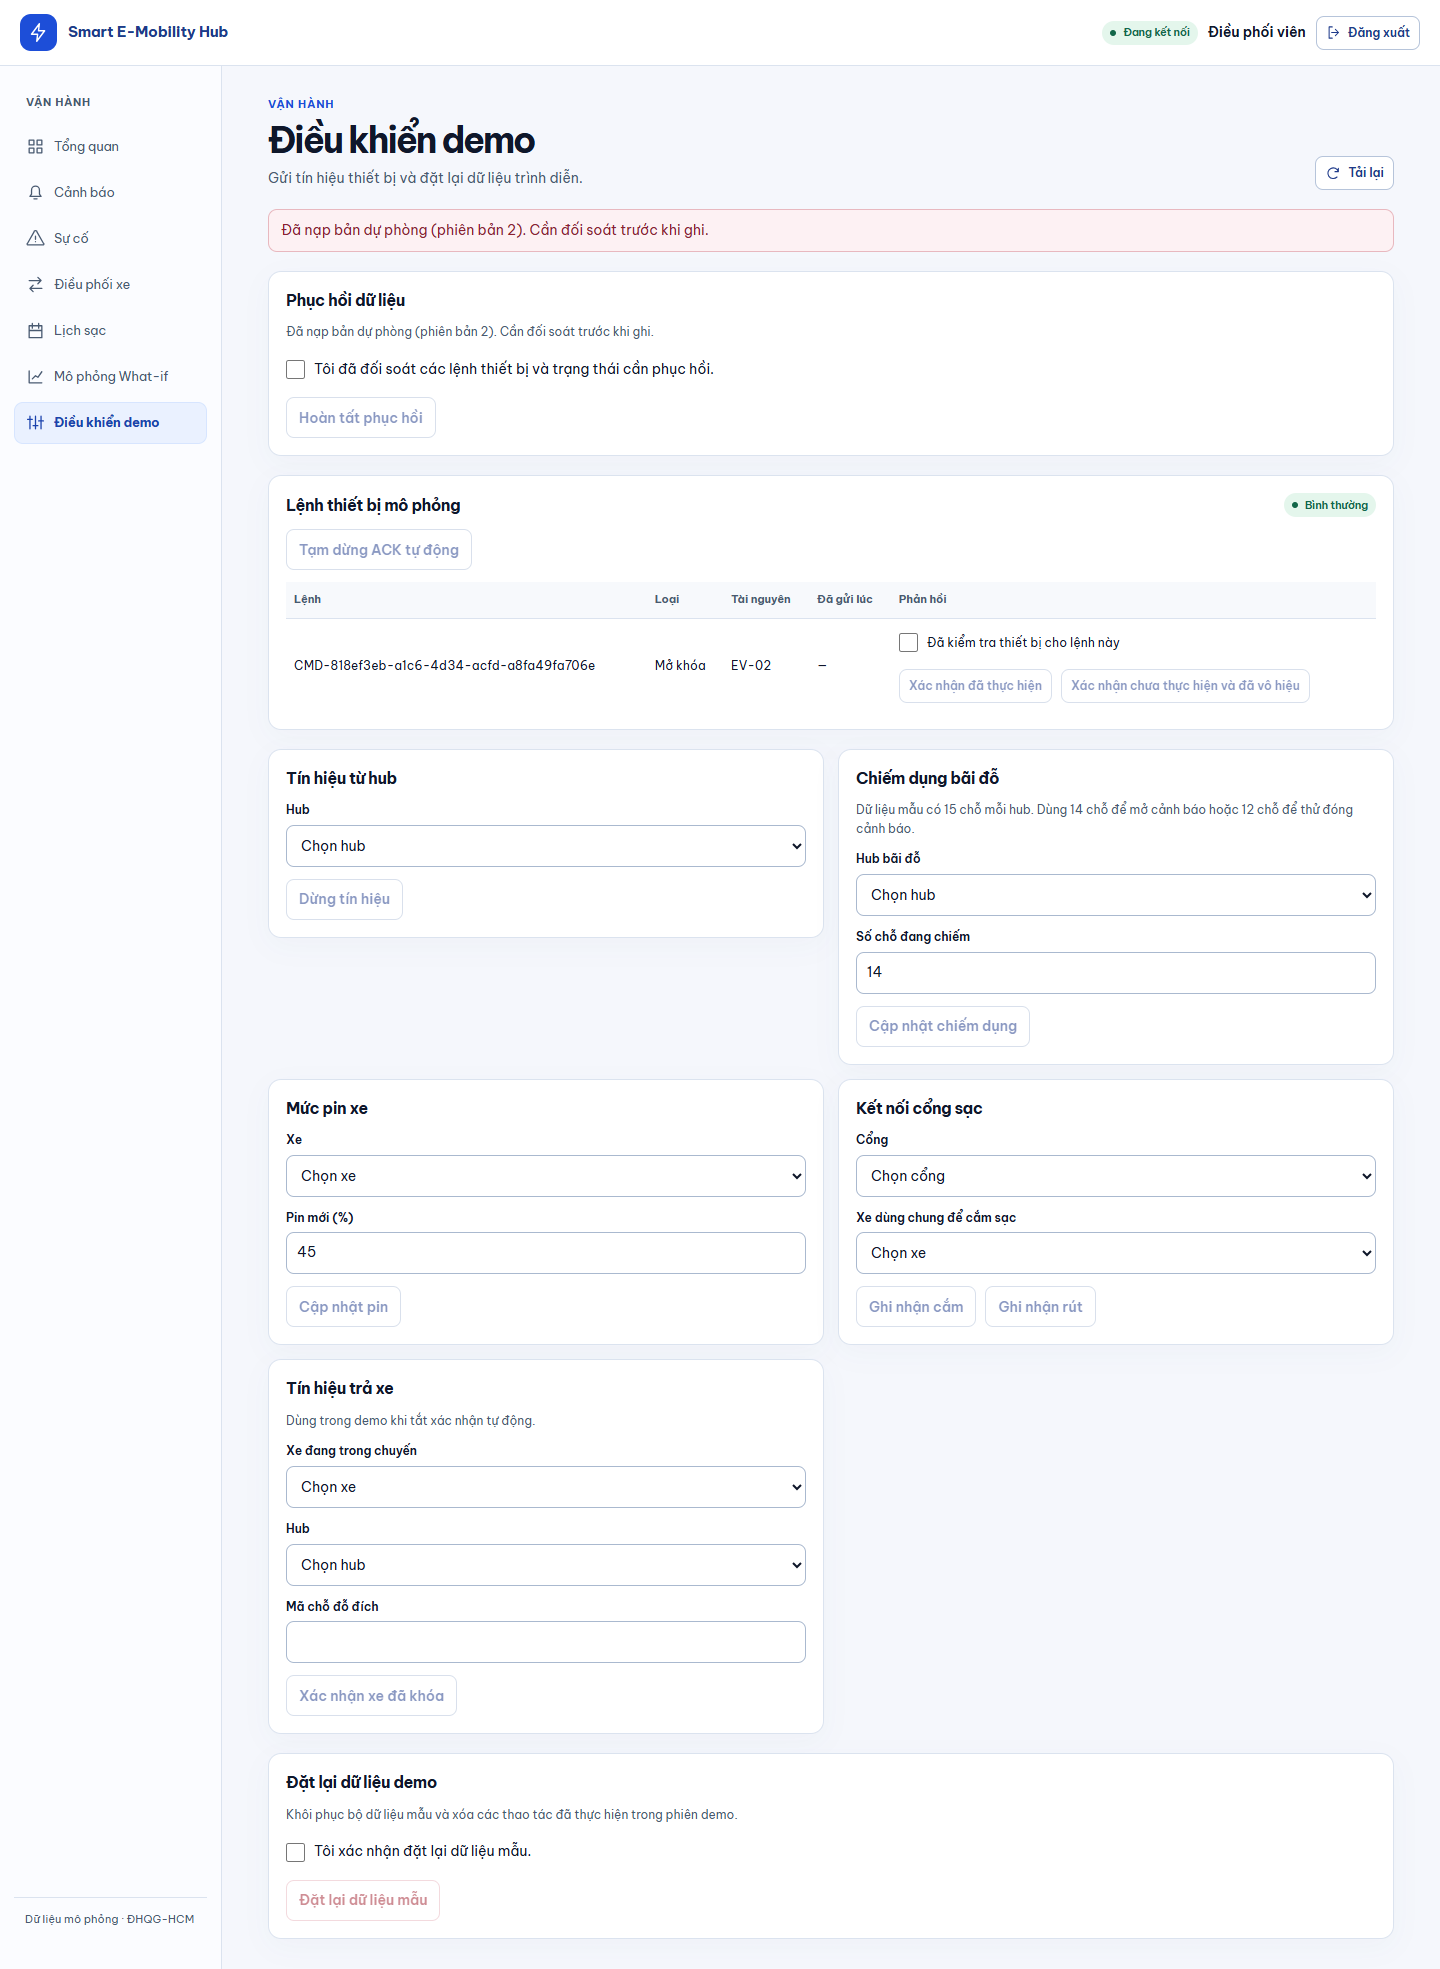 Smart E-Mobility Hub
Đang kết nối
Điều phối viên
Đăng xuất
VẬN HÀNH
Tổng quan
Cảnh báo
Sự cố
Điều phối xe
Lịch sạc
Mô phỏng What-if
Điều khiển demo
Dữ liệu mô phỏng · ĐHQG-HCM
VẬN HÀNH
Điều khiển demo
Gửi tín hiệu thiết bị và đặt lại dữ liệu trình diễn.
Tải lại
Đã nạp bản dự phòng (phiên bản 2). Cần đối soát trước khi ghi.
Phục hồi dữ liệu
Đã nạp bản dự phòng (phiên bản 2). Cần đối soát trước khi ghi.
Tôi đã đối soát các lệnh thiết bị và trạng thái cần phục hồi.
Hoàn tất phục hồi
Lệnh thiết bị mô phỏng
Bình thường
Tạm dừng ACK tự động
Lệnh Loại Tài nguyên Đã gửi lúc Phản hồi
CMD-818ef3eb-a1c6-4d34-acfd-a8fa49fa706e Mở khóa EV-02 —
Đã kiểm tra thiết bị cho lệnh này
Xác nhận đã thực hiện
Xác nhận chưa thực hiện và đã vô hiệu
Tín hiệu từ hub
Hub
Chọn hub
Dừng tín hiệu
Chiếm dụng bãi đỗ
Dữ liệu mẫu có 15 chỗ mỗi hub. Dùng 14 chỗ để mở cảnh báo hoặc 12 chỗ để thử đóng
cảnh báo.
Hub bãi đỗ
Chọn hub
Số chỗ đang chiếm
14
Cập nhật chiếm dụng
Mức pin xe
Xe
Chọn xe
Pin mới (%)
45
Cập nhật pin
Kết nối cổng sạc
Cổng
Chọn cổng
Xe dùng chung để cắm sạc
Chọn xe
Ghi nhận cắm
Ghi nhận rút
Tín hiệu trả xe
Dùng trong demo khi tắt xác nhận tự động.
Xe đang trong chuyến
Chọn xe
Hub
Chọn hub
Mã chỗ đỗ đích
Xác nhận xe đã khóa
Đặt lại dữ liệu demo
Khôi phục bộ dữ liệu mẫu và xóa các thao tác đã thực hiện trong phiên demo.
Tôi xác nhận đặt lại dữ liệu mẫu.
Đặt lại dữ liệu mẫu